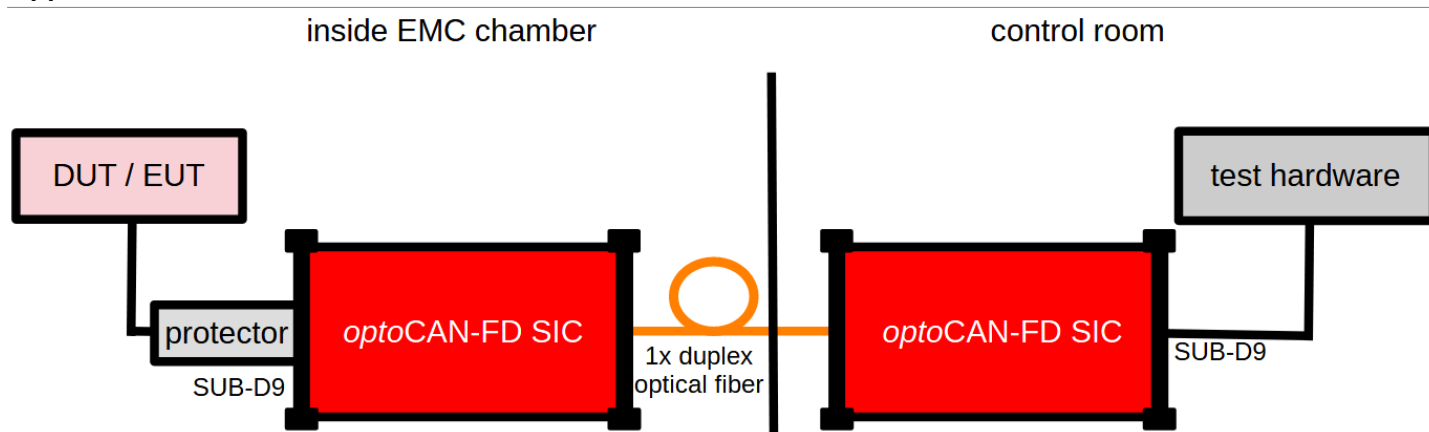 inside EMC chamber
control room
DUT / EUT
test hardware
protector
optoCAN-FD SIC
optoCAN-FD SIC
SUB-D9
1x duplex
optical fiber
SUB-D9